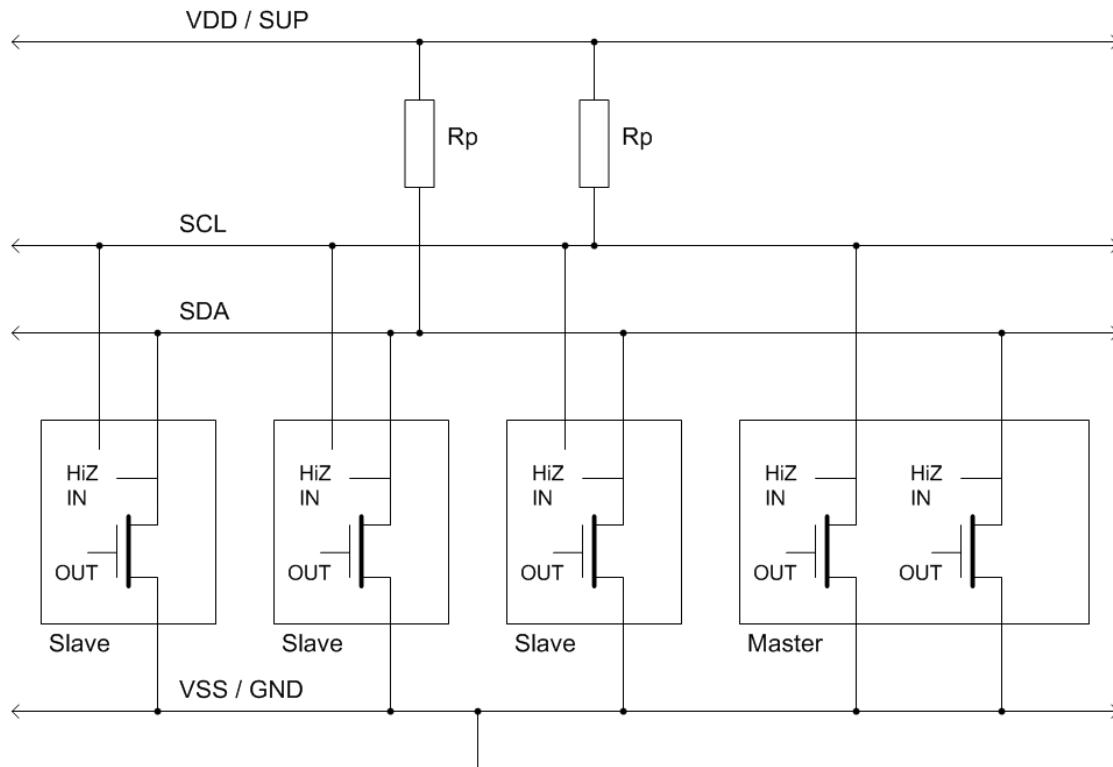 VDD / SUP
Rp
Rp
SCL
SDA
HiZ
IN
OUT
Slave
HiZ
IN
OUT
Slave
HiZ
IN
OUT
Slave
HiZ
IN
OUT
HiZ
IN
OUT
Master
VSS / GND